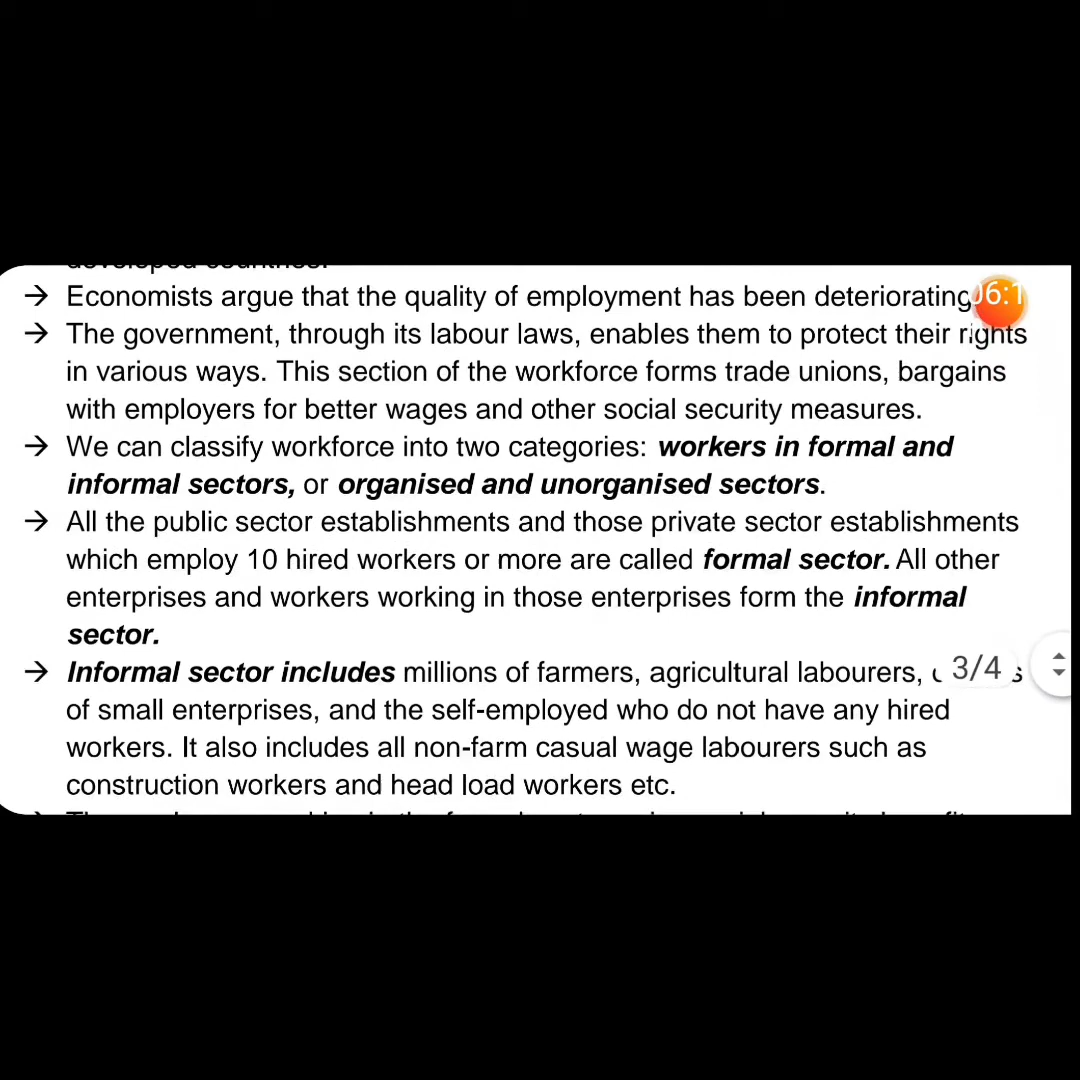 developed countries.
→ Economists argue that the quality of employment has been deteriorating
→ The government, through its labour laws, enables them to protect their rights
in various ways. This section of the workforce forms trade unions, bargains
with employers for better wages and other social security measures.
→ We can classify workforce into two categories: workers in formal and
informal sectors, or organised and unorganised sectors.
→ All the public sector establishments and those private sector establishments
which employ 10 hired workers or more are called formal sector. All other
enterprises and workers working in those enterprises form the informal
sector.
→ Informal sector includes millions of farmers, agricultural labourers,
3/4
of small enterprises, and the self-employed who do not have any hired
workers. It also includes all non-farm casual wage labourers such as
construction workers and head load workers etc.